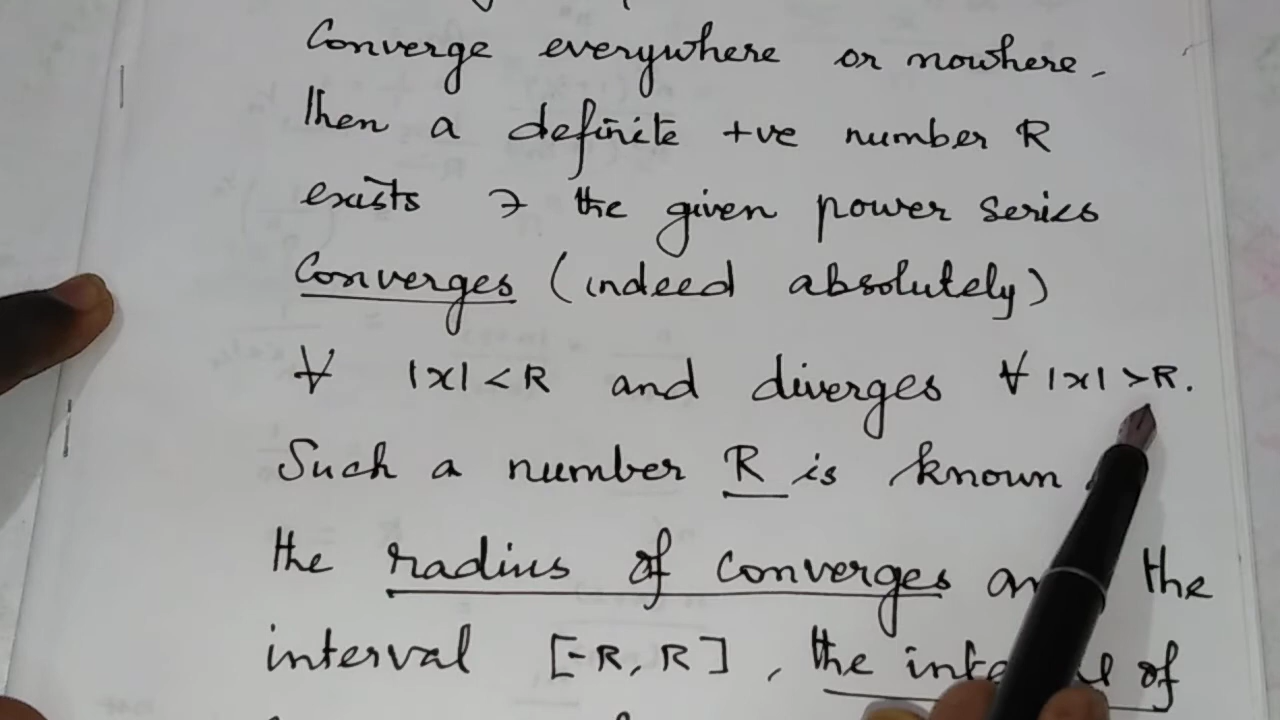 Converge everywhere or nowhere.
Then a definite +ve number R
exists ∋ the given power series
Converges (indeed absolutely)
∀ |x| < R and diverges ∀ |x| > R.
Such a number R is known
the radius of converges the
interval [-R, R], the of